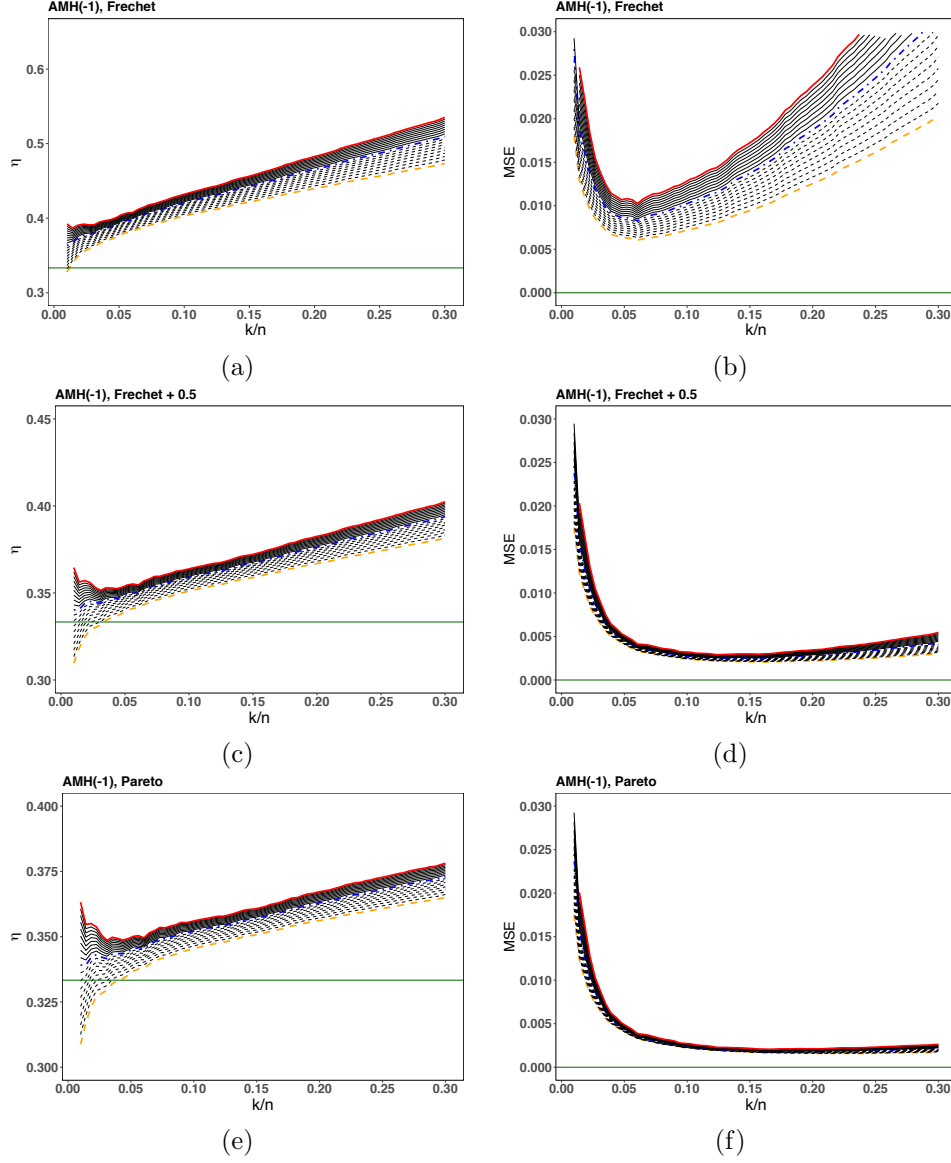 AMH(-1), Frechet
η
0.6
0.5
0.4
0.3
0.00 0.05 0.10 0.15 0.20 0.25 0.30
k/n
(a)
AMH(-1), Frechet
MSE
0.030
0.025
0.020
0.015
0.010
0.005
0.000
0.00 0.05 0.10 0.15 0.20 0.25 0.30
k/n
(b)
AMH(-1), Frechet + 0.5
η
0.45
0.40
0.35
0.30
0.00 0.05 0.10 0.15 0.20 0.25 0.30
k/n
(c)
AMH(-1), Frechet + 0.5
MSE
0.030
0.025
0.020
0.015
0.010
0.005
0.000
0.00 0.05 0.10 0.15 0.20 0.25 0.30
k/n
(d)
AMH(-1), Pareto
η
0.400
0.375
0.350
0.325
0.300
0.00 0.05 0.10 0.15 0.20 0.25 0.30
k/n
(e)
AMH(-1), Pareto
MSE
0.030
0.025
0.020
0.015
0.010
0.005
0.000
0.00 0.05 0.10 0.15 0.20 0.25 0.30
k/n
(f)